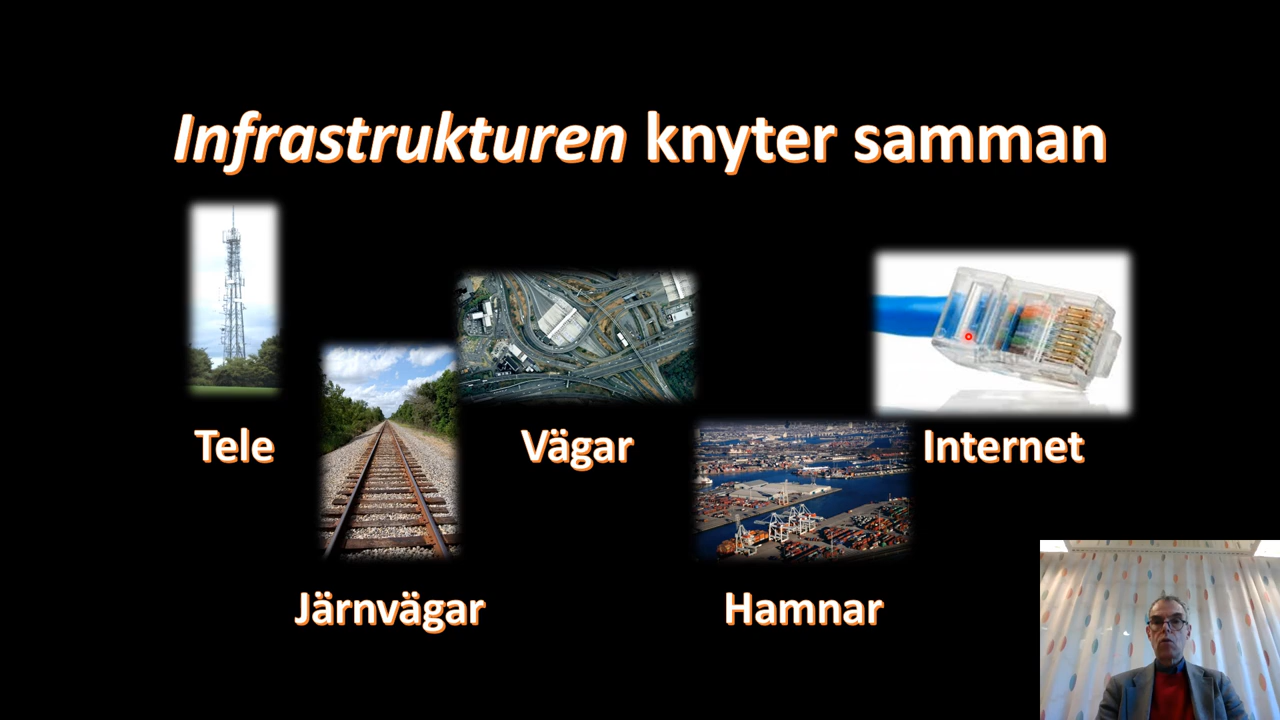 Infrastrukturen knyter samman
Tele
Vägar
Internet
Järnvägar
Hamnar